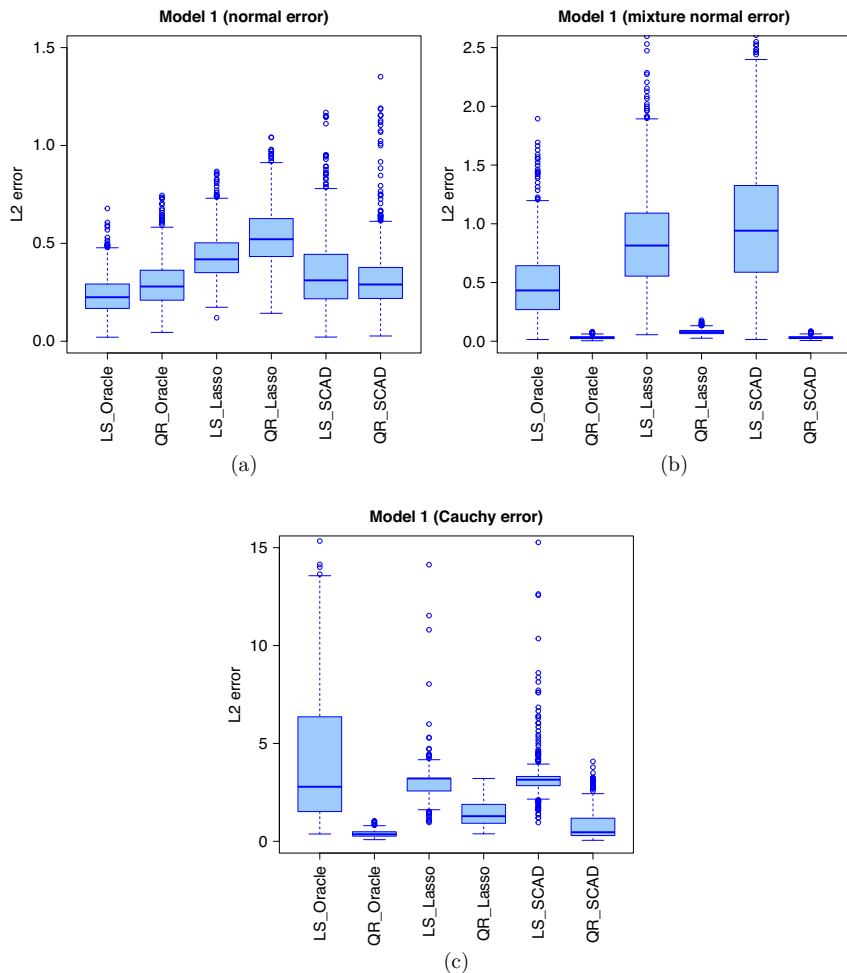 Model 1 (normal error)
L2 error
1.5
1.0
0.5
0.0
LS_Oracle
QR_Oracle
LS_Lasso
QR_Lasso
LS_SCAD
QR_SCAD
(a)
Model 1 (mixture normal error)
L2 error
2.5
2.0
1.5
1.0
0.5
0.0
LS_Oracle
QR_Oracle
LS_Lasso
QR_Lasso
LS_SCAD
QR_SCAD
(b)
Model 1 (Cauchy error)
L2 error
15
10
5
0
LS_Oracle
QR_Oracle
LS_Lasso
QR_Lasso
LS_SCAD
QR_SCAD
(c)